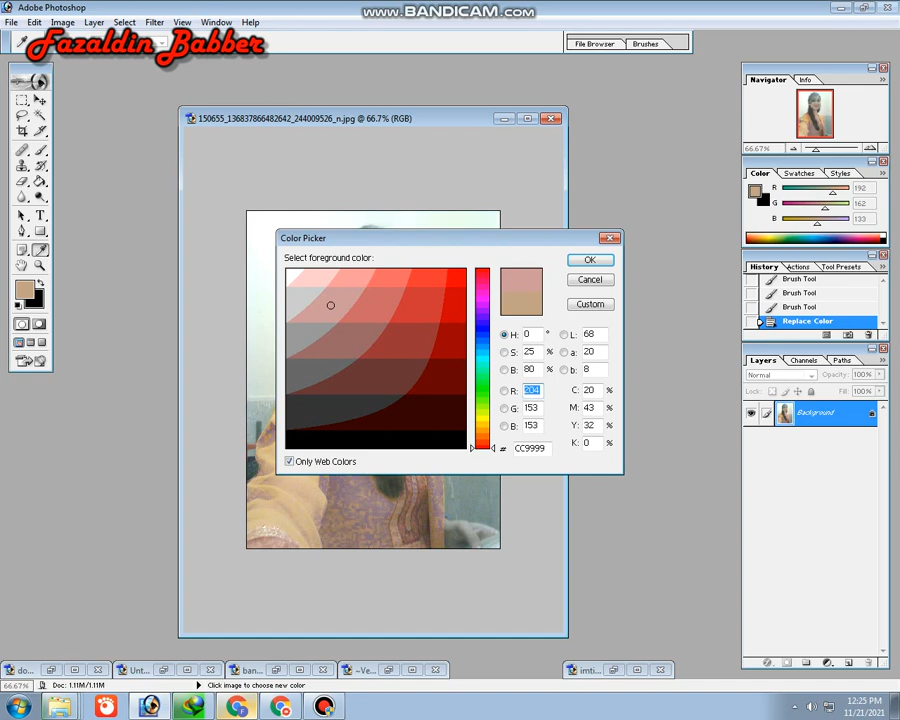 Adobe Photoshop
www.BANDICAM.com
File Edit Image Layer Select Filter View Window Help
Fazaldin Babber
File Browser Brushes
150655_136837866482642_244009526_n.jpg @ 66.7% (RGB)
Navigator Info
66.67%
Color Swatches Styles
R 192
G 162
B 133
Color Picker
Select foreground color:
OK
Cancel
Custom
H: 0 °
S: 25 %
B: 80 %
R: 204
G: 153
B: 153
L: 68
a: 20
b: 8
C: 20 %
M: 43 %
Y: 32 %
K: 0 %
# CC9999
Only Web Colors
History Actions Tool Presets
Brush Tool
Brush Tool
Brush Tool
Replace Color
Layers Channels Paths
Normal Opacity: 100%
Lock: Fill: 100%
Background
do... Unt... ban... ~Ve... imti...
66.67% Doc: 1.11M/1.11M Click image to choose new color
12:25 PM
11/21/2021